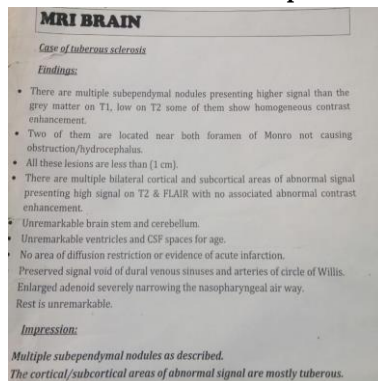 MRI BRAIN
Case of tuberous sclerosis
Findings:
• There are multiple subependymal nodules presenting higher signal than the
grey matter on T1, low on T2 some of them show homogeneous contrast
enhancement.
• Two of them are located near both foramen of Monro not causing
obstruction/hydrocephalus.
• All these lesions are less than (1 cm).
• There are multiple bilateral cortical and subcortical areas of abnormal signal
presenting high signal on T2 & FLAIR with no associated abnormal contrast
enhancement.
• Unremarkable brain stem and cerebellum.
• Unremarkable ventricles and CSF spaces for age.
• No area of diffusion restriction or evidence of acute infarction.
Preserved signal void of dural venous sinuses and arteries of circle of Willis.
Enlarged adenoid severely narrowing the nasopharyngeal air way.
Rest is unremarkable.
Impression:
Multiple subependymal nodules as described.
The cortical/subcortical areas of abnormal signal are mostly tuberous.